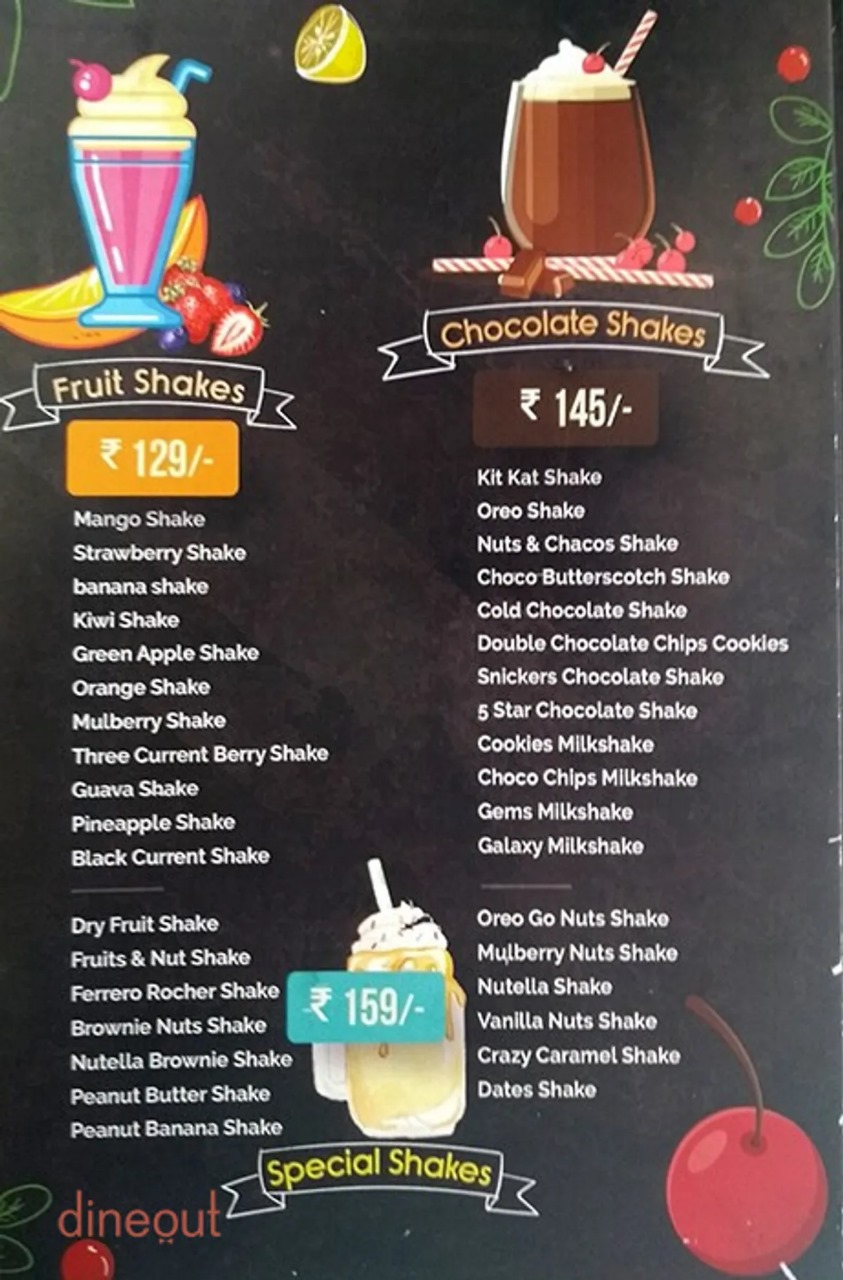 Fruit Shakes
₹ 129/-
Mango Shake
Strawberry Shake
banana shake
Kiwi Shake
Green Apple Shake
Orange Shake
Mulberry Shake
Three Current Berry Shake
Guava Shake
Pineapple Shake
Black Current Shake
Chocolate Shakes
₹ 145/-
Kit Kat Shake
Oreo Shake
Nuts & Chacos Shake
Choco Butterscotch Shake
Cold Chocolate Shake
Double Chocolate Chips Cookies
Snickers Chocolate Shake
5 Star Chocolate Shake
Cookies Milkshake
Choco Chips Milkshake
Gems Milkshake
Galaxy Milkshake
Dry Fruit Shake
Fruits & Nut Shake
Ferrero Rocher Shake
Brownie Nuts Shake
Nutella Brownie Shake
Peanut Butter Shake
Peanut Banana Shake
₹ 159/-
Oreo Go Nuts Shake
Mulberry Nuts Shake
Nutella Shake
Vanilla Nuts Shake
Crazy Caramel Shake
Dates Shake
Special Shakes
dineout